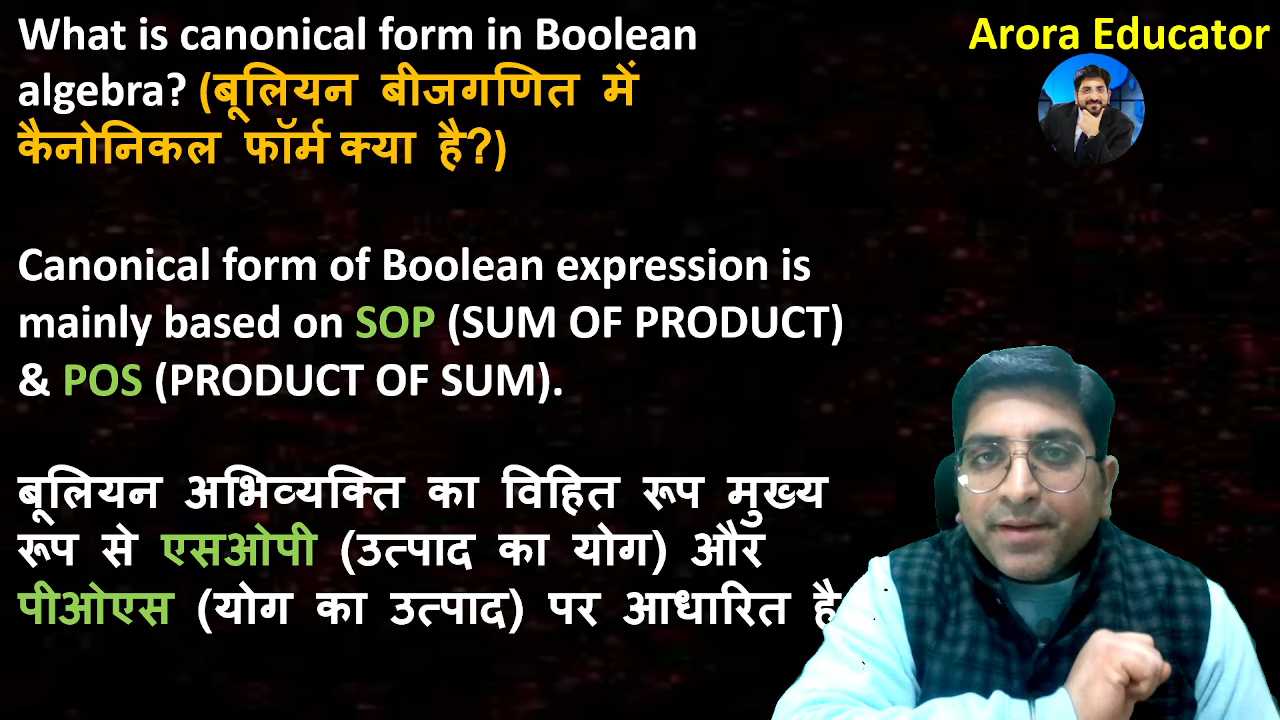 What is canonical form in Boolean
algebra? (बूलियन बीजगणित में
कैनोनिकल फॉर्म क्या है?)
Arora Educator
Canonical form of Boolean expression is
mainly based on SOP (SUM OF PRODUCT)
& POS (PRODUCT OF SUM).
बूलियन अभिव्यक्ति का विहित रूप मुख्य
रूप से एसओपी (उत्पाद का योग) और
पीओएस (योग का उत्पाद) पर आधारित है